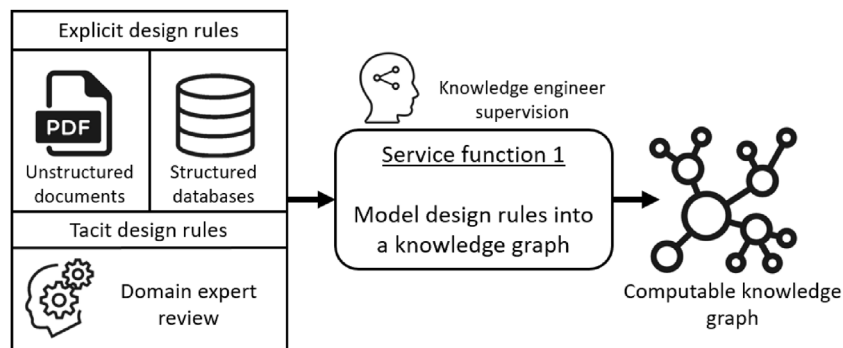 Explicit design rules
PDF
Unstructured
documents
Structured
databases
Tacit design rules
Domain expert
review
Knowledge engineer
supervision
Service function 1
Model design rules into
a knowledge graph
Computable knowledge
graph